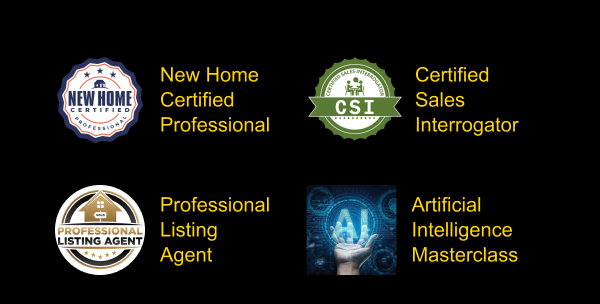 NEW HOME
CERTIFIED
PROFESSIONAL
New Home
Certified
Professional
CERTIFIED SALES INTERROGATOR
CSI
Certified
Sales
Interrogator
SOLD
PROFESSIONAL
LISTING AGENT
Professional
Listing
Agent
AI
Artificial
Intelligence
Masterclass